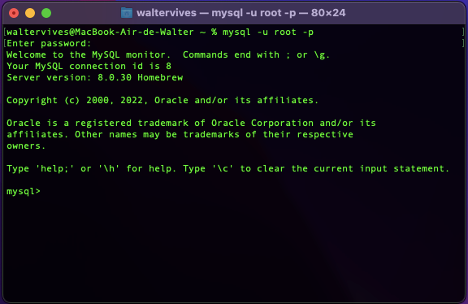 waltervives — mysql -u root -p — 80×24
[waltervives@MacBook-Air-de-Walter ~ % mysql -u root -p ]
[Enter password: ]
Welcome to the MySQL monitor.  Commands end with ; or \g.
Your MySQL connection id is 8
Server version: 8.0.30 Homebrew
Copyright (c) 2000, 2022, Oracle and/or its affiliates.
Oracle is a registered trademark of Oracle Corporation and/or its
affiliates. Other names may be trademarks of their respective
owners.
Type 'help;' or '\h' for help. Type '\c' to clear the current input statement.
mysql>